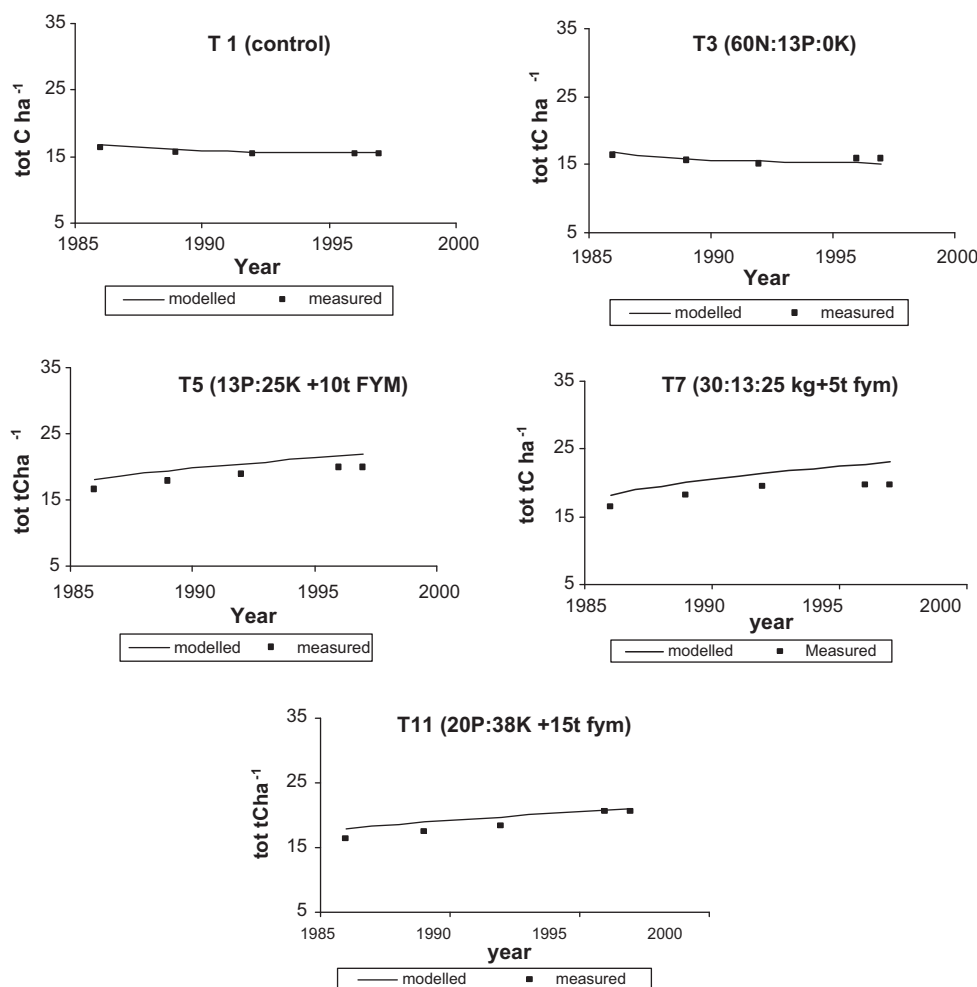 T 1 (control)
35
25
15
5
tot C ha -1
1985 1990 1995 2000
Year
modelled measured
T3 (60N:13P:0K)
35
25
15
5
tot tC ha -1
1985 1990 1995 2000
Year
modelled measured
T5 (13P:25K +10t FYM)
35
25
15
5
tot tCha -1
1985 1990 1995 2000
Year
modelled measured
T7 (30:13:25 kg+5t fym)
35
25
15
5
tot tC ha -1
1985 1990 1995 2000
year
modelled Measured
T11 (20P:38K +15t fym)
35
25
15
5
tot tCha-1
1985 1990 1995 2000
year
modelled measured